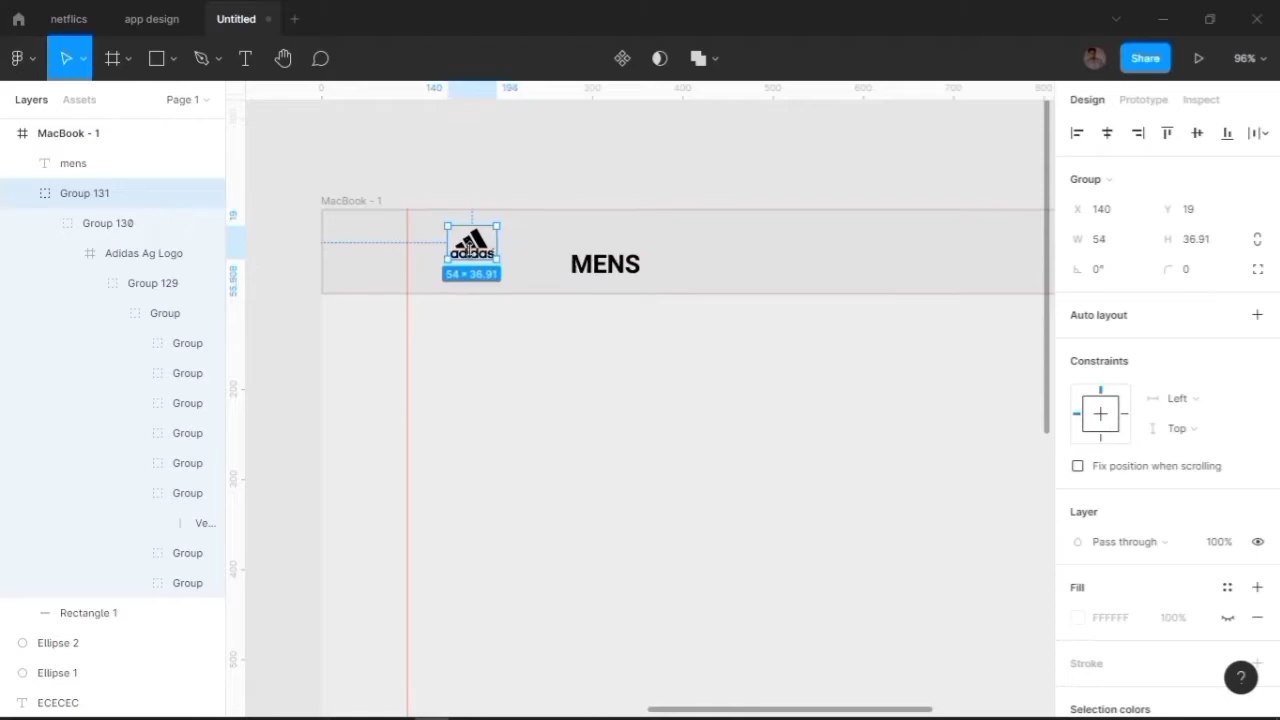 netflics app design Untitled
Share 96%
Layers Assets Page 1
MacBook - 1
mens
Group 131
Group 130
Adidas Ag Logo
Group 129
Group
Group
Group
Group
Group
Group
Group
Ve...
Group
Group
Rectangle 1
Ellipse 2
Ellipse 1
ECECEC
0 140 194 300 400 500 600 700 800
19 55.908 200 300 400 500
MacBook - 1
adidas
54 × 36.91
MENS
Design Prototype Inspect
Group
X 140 Y 19
W 54 H 36.91
0° 0
Auto layout
Constraints
Left
Top
Fix position when scrolling
Layer
Pass through 100%
Fill
FFFFFF 100%
Stroke
?
Selection colors